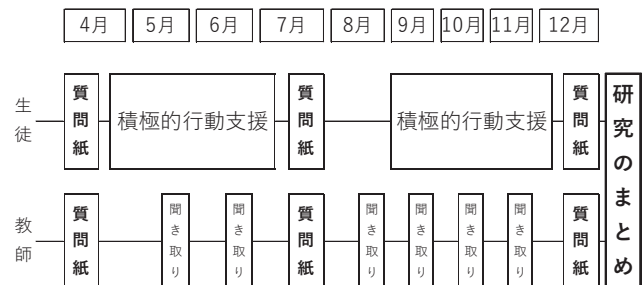 4月 5月 6月 7月 8月 9月 10月 11月 12月
生徒
質問紙
積極的行動支援
質問紙
積極的行動支援
質問紙
教師
質問紙
聞き取り
聞き取り
質問紙
聞き取り
聞き取り
聞き取り
聞き取り
質問紙
研究のまとめ